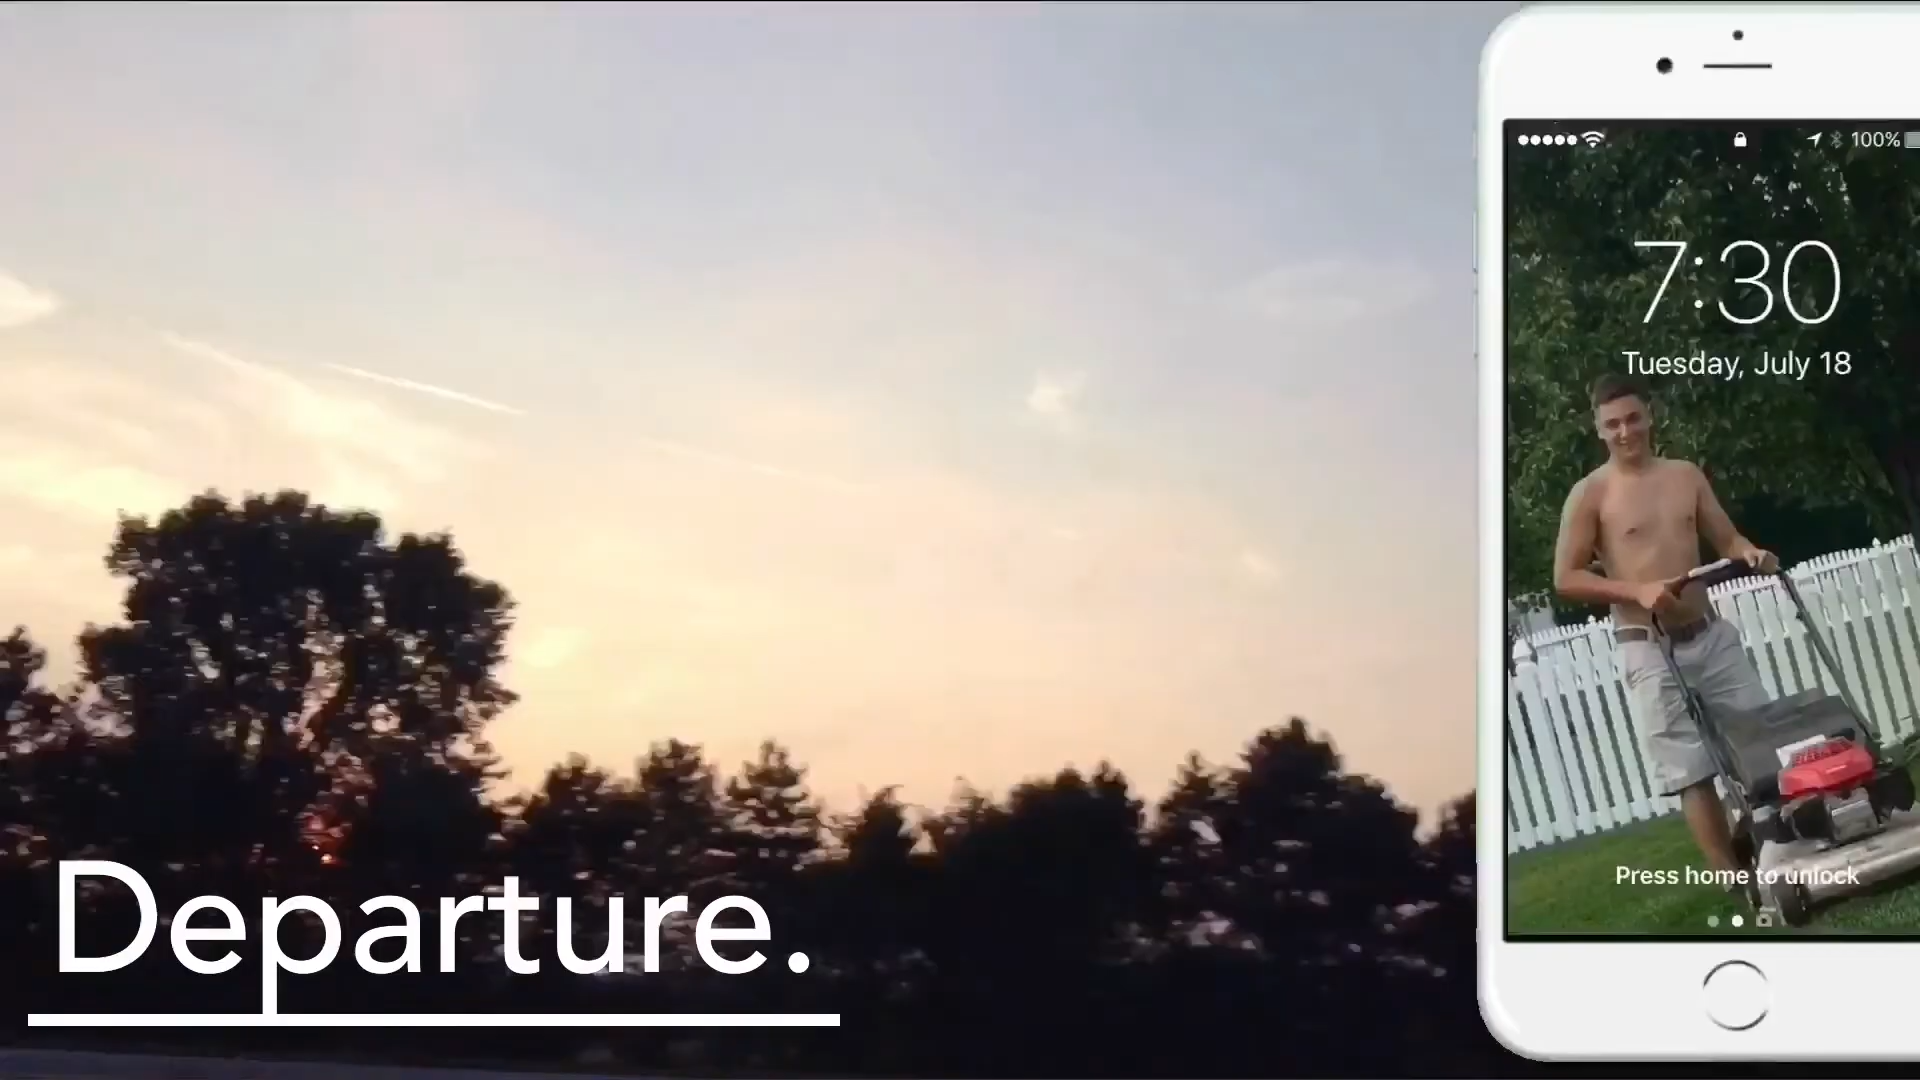 Departure.
100%
7:30
Tuesday, July 18
Press home to unlock